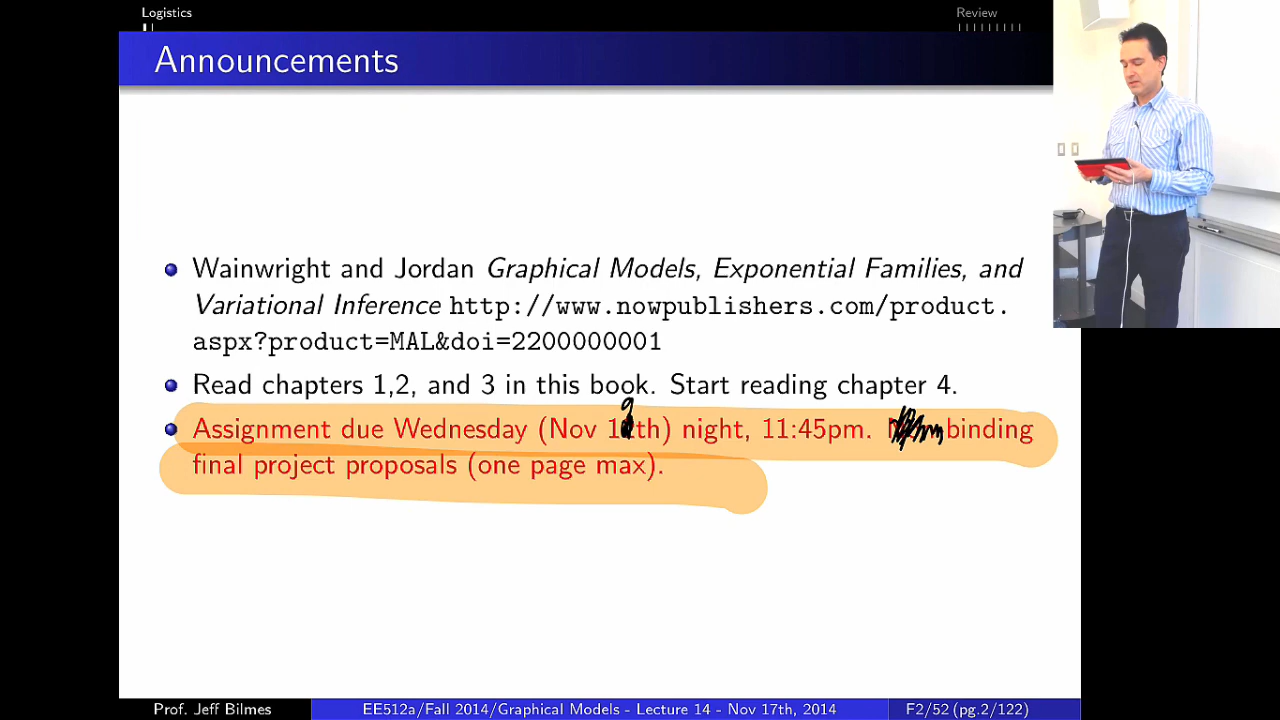 Logistics
Review
Announcements
Wainwright and Jordan Graphical Models, Exponential Families, and
Variational Inference http://www.nowpublishers.com/product.
aspx?product=MAL&doi=2200000001
Read chapters 1,2, and 3 in this book. Start reading chapter 4.
Assignment due Wednesday (Nov 19th) night, 11:45pm. binding
final project proposals (one page max).
Prof. Jeff Bilmes
EE512a/Fall 2014/Graphical Models - Lecture 14 - Nov 17th, 2014
F2/52 (pg.2/122)